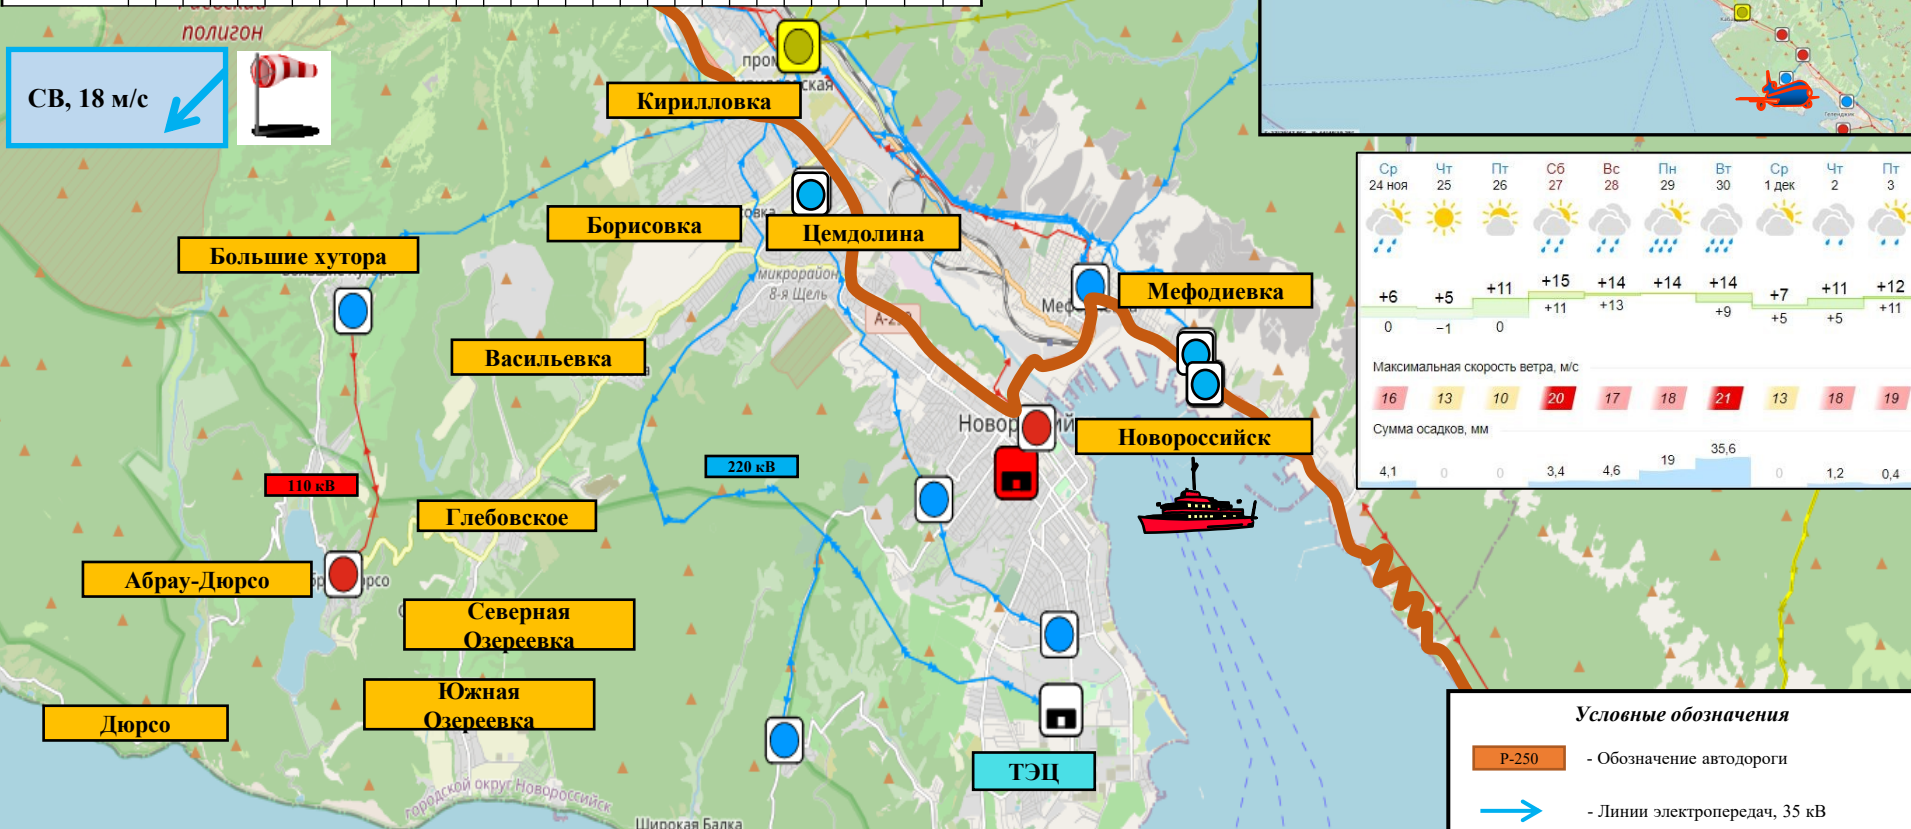 полигон
СВ, 18 м/с
Кирилловка
Борисовка
Цемдолина
Большие хутора
микрорайон
8-я Щель
Мефодиевка
Васильевка
Новороссийск
110 кВ
220 кВ
Глебовское
Абрау-Дюрсо
Северная
Озереевка
Южная
Озереевка
Дюрсо
ТЭЦ
городской округ Новороссийск
Широкая Балка
Ср Чт Пт Сб Вс Пн Вт Ср Чт Пт
24 ноя 25 26 27 28 29 30 1 дек 2 3
+6 +5 +11 +15 +14 +14 +14 +7 +11 +12
0 −1 0 +11 +13 +9 +5 +5 +11
Максимальная скорость ветра, м/с
16 13 10 20 17 18 21 13 18 19
Сумма осадков, мм
4,1 0 0 3,4 4,6 19 35,6 0 1,2 0,4
Условные обозначения
Р-250 - Обозначение автодороги
- Линии электропередач, 35 кВ